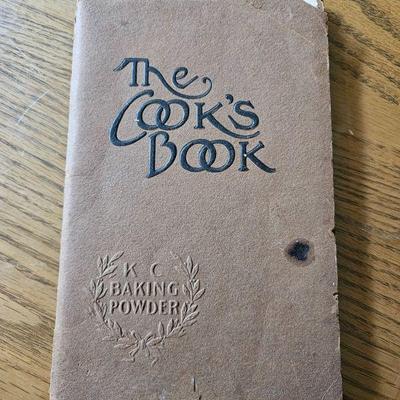 The
Cook's
Book
K C
BAKING
POWDER